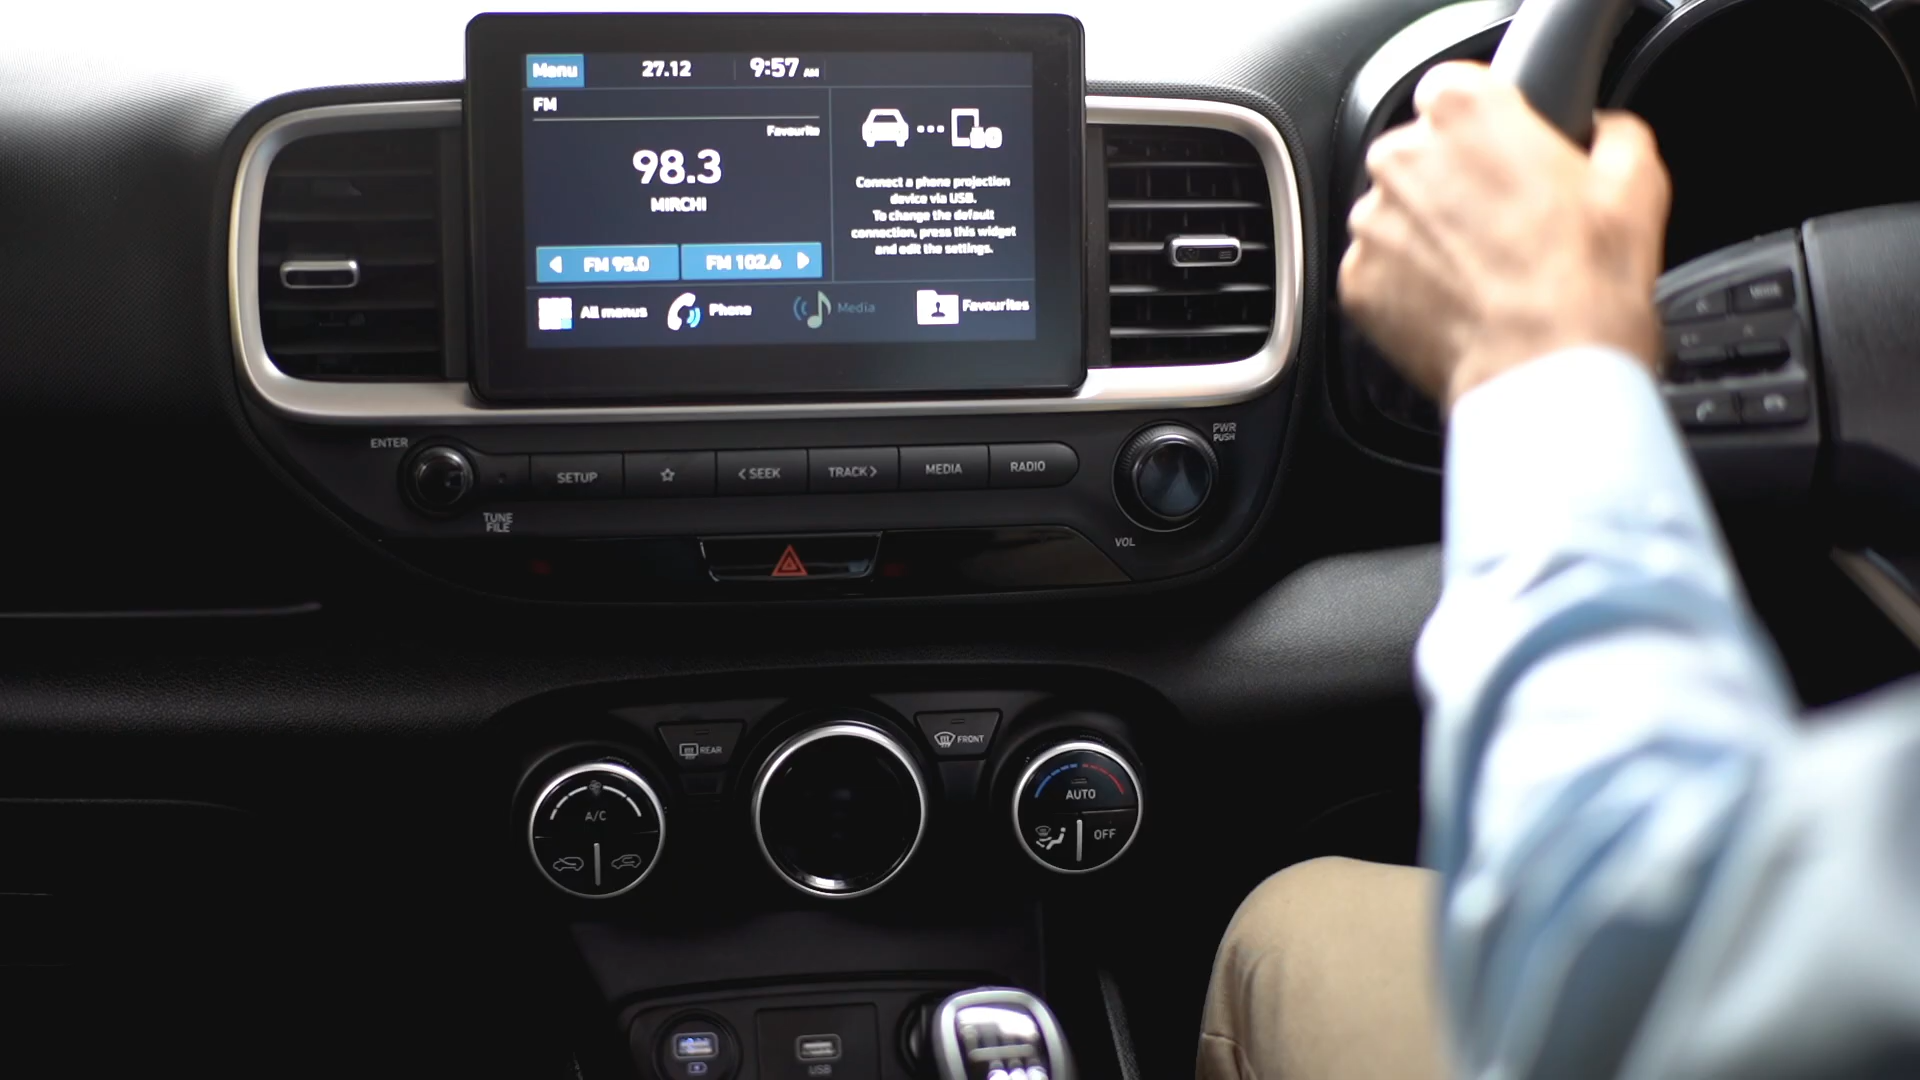 Menu 27.12 9:57 AM
FM
Favourite
98.3
MIRCHI
FM 95.0 FM 102.6
Connect a phone projection
device via USB.
To change the default
connection, press this widget
and edit the settings.
All menus Phone Media Favourites
ENTER
PWR
PUSH
SETUP < SEEK TRACK > MEDIA RADIO
TUNE
FILE
VOL
REAR FRONT
A/C
AUTO
OFF
USB